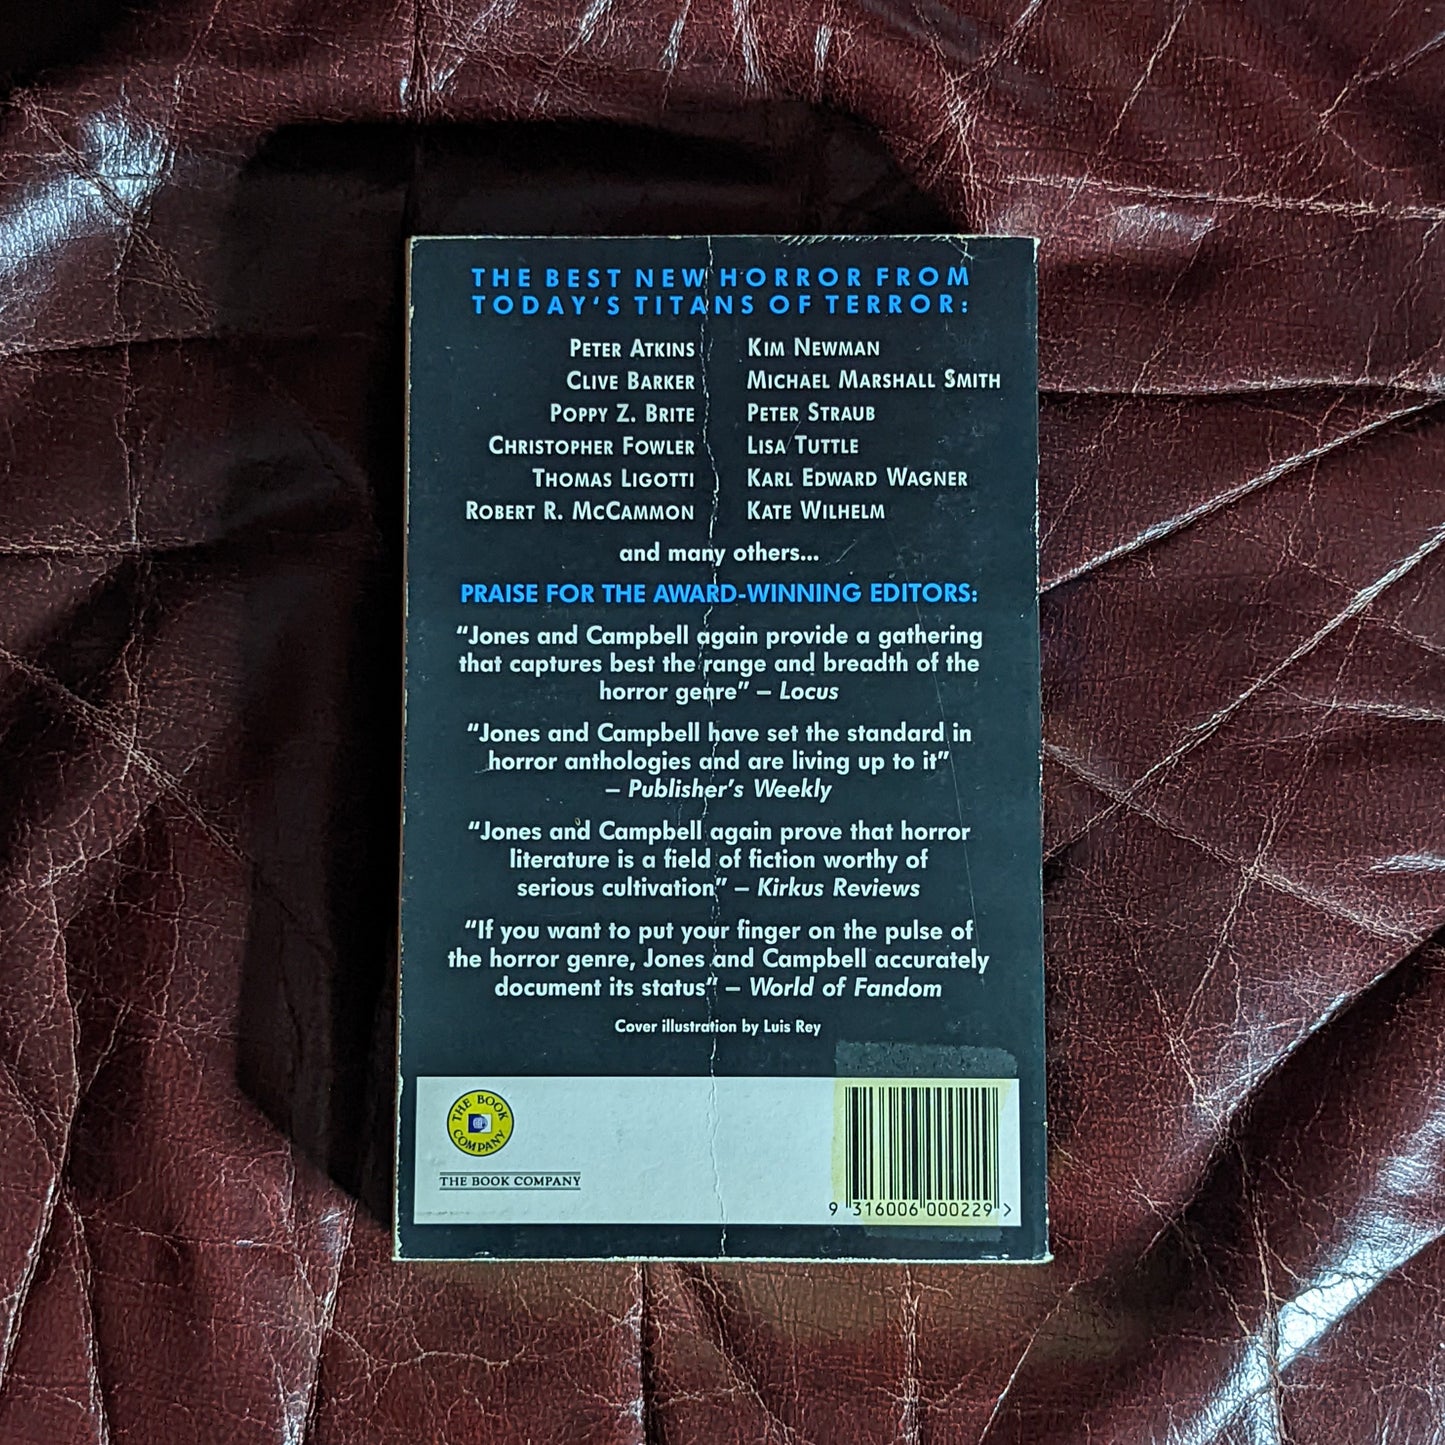 THE BEST NEW HORROR FROM
TODAY'S TITANS OF TERROR:
PETER ATKINS
CLIVE BARKER
POPPY Z. BRITE
CHRISTOPHER FOWLER
THOMAS LIGOTTI
ROBERT R. MCCAMMON
KIM NEWMAN
MICHAEL MARSHALL SMITH
PETER STRAUB
LISA TUTTLE
KARL EDWARD WAGNER
KATE WILHELM
and many others...
PRAISE FOR THE AWARD-WINNING EDITORS:
“Jones and Campbell again provide a gathering
that captures best the range and breadth of the
horror genre” – Locus
“Jones and Campbell have set the standard in
horror anthologies and are living up to it”
– Publisher's Weekly
“Jones and Campbell again prove that horror
literature is a field of fiction worthy of
serious cultivation” – Kirkus Reviews
“If you want to put your finger on the pulse of
the horror genre, Jones and Campbell accurately
document its status” – World of Fandom
Cover illustration by Luis Rey
THE BOOK
COMPANY
THE BOOK COMPANY
9 316006 000229 >